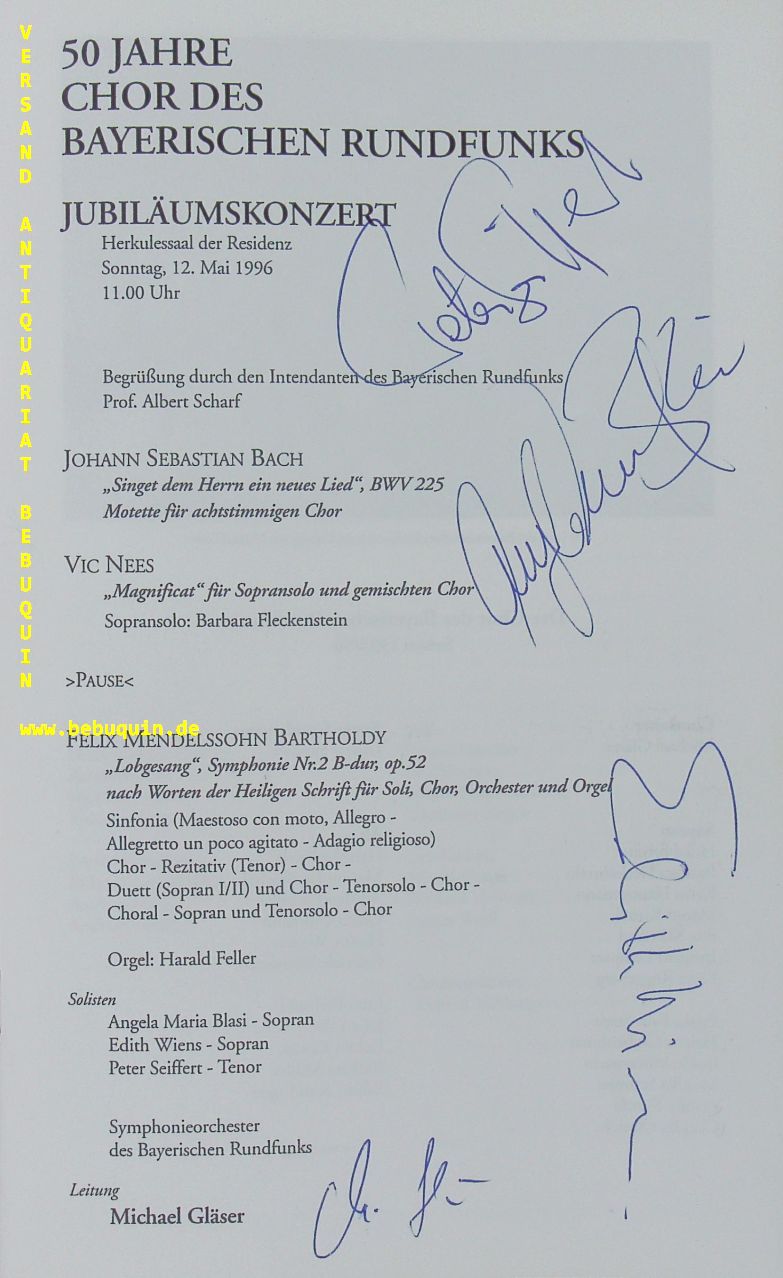 50 JAHRE
CHOR DES
BAYERISCHEN RUNDFUNKS
JUBILÄUMSKONZERT
Herkulessaal der Residenz
Sonntag, 12. Mai 1996
11.00 Uhr
Begrüßung durch den Intendanten des Bayerischen Rundfunks
Prof. Albert Scharf
JOHANN SEBASTIAN BACH
„Singet dem Herrn ein neues Lied“, BWV 225
Motette für achtstimmigen Chor
VIC NEES
„Magnificat“ für Sopransolo und gemischten Chor
Sopransolo: Barbara Fleckenstein
>PAUSE<
FELIX MENDELSSOHN BARTHOLDY
„Lobgesang“, Symphonie Nr.2 B-dur, op.52
nach Worten der Heiligen Schrift für Soli, Chor, Orchester und Orgel
Sinfonia (Maestoso con moto, Allegro -
Allegretto un poco agitato - Adagio religioso)
Chor - Rezitativ (Tenor) - Chor -
Duett (Sopran I/II) und Chor - Tenorsolo - Chor -
Choral - Sopran und Tenorsolo - Chor
Orgel: Harald Feller
Solisten
Angela Maria Blasi - Sopran
Edith Wiens - Sopran
Peter Seiffert - Tenor
Symphonieorchester
des Bayerischen Rundfunks
Leitung
Michael Gläser
VERSAND ANTIQUARIAT BEBUQUIN
www.bebuquin.de